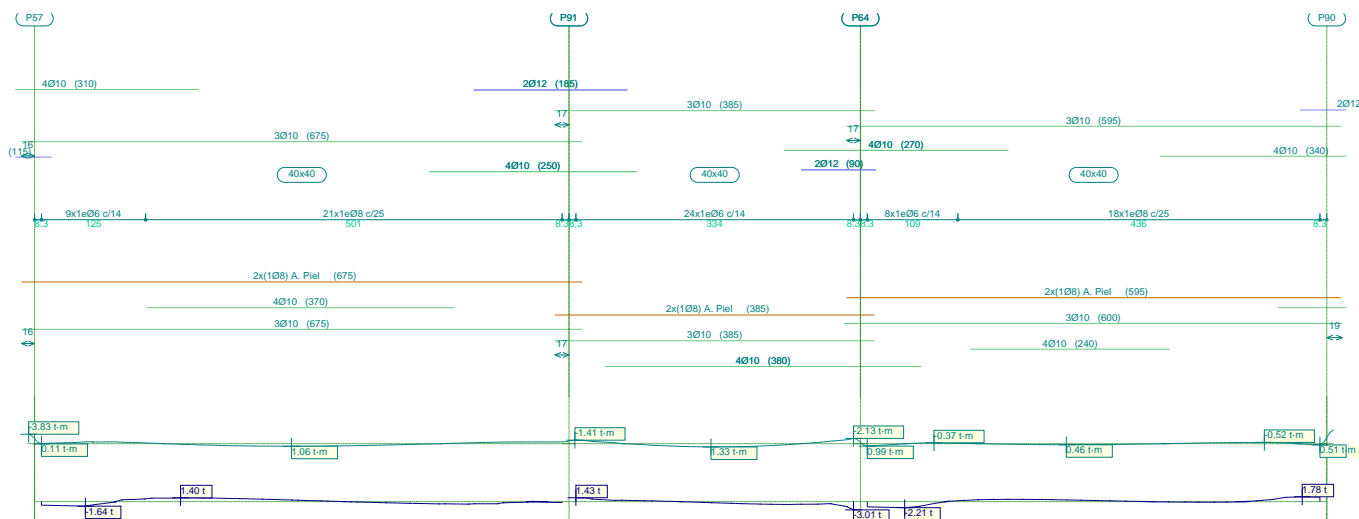 P57 P91 P64 P90
4Ø10 (310)
2Ø12 (185)
3Ø10 (385)
2Ø12
17
3Ø10 (595)
17
3Ø10 (675)
16
(115)
4Ø10 (270)
4Ø10 (340)
4Ø10 (250)
2Ø12 (90)
40x40 40x40 40x40
9x1eØ6 c/14 21x1eØ8 c/25 24x1eØ6 c/14 8x1eØ6 c/14 18x1eØ8 c/25
8.3 125 501 8.3 8.3 334 8.3 8.3 109 436 8.3
2x(1Ø8) A. Piel (675)
2x(1Ø8) A. Piel (595)
4Ø10 (370)
2x(1Ø8) A. Piel (385)
3Ø10 (675)
3Ø10 (600)
16
19
3Ø10 (385)
17
4Ø10 (240)
4Ø10 (380)
-3.83 t·m
-1.41 t·m
-2.13 t·m
-0.37 t·m
-0.52 t·m
0.11 t·m
1.06 t·m
1.33 t·m
0.99 t·m
0.46 t·m
0.51 t·m
1.40 t
1.43 t
1.78 t
-1.64 t
-3.01 t
-2.21 t